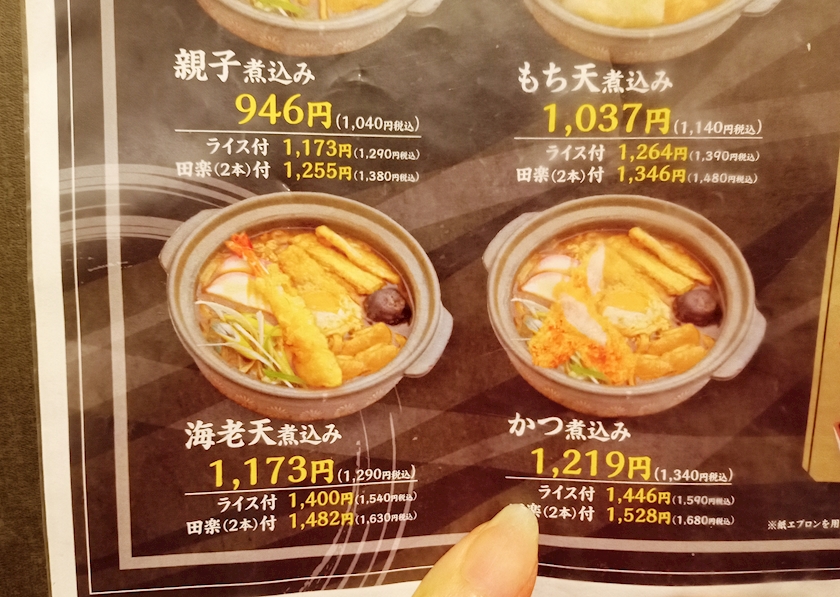 親子煮込み
946円(1,040円税込)
ライス付 1,173円(1,290円税込)
田楽(2本)付 1,255円(1,380円税込)
もち天煮込み
1,037円(1,140円税込)
ライス付 1,264円(1,390円税込)
田楽(2本)付 1,346円(1,480円税込)
海老天煮込み
1,173円(1,290円税込)
ライス付 1,400円(1,540円税込)
田楽(2本)付 1,482円(1,630円税込)
かつ煮込み
1,219円(1,340円税込)
ライス付 1,446円(1,590円税込)
楽(2本)付 1,528円(1,680円税込)
※紙エプロンを用